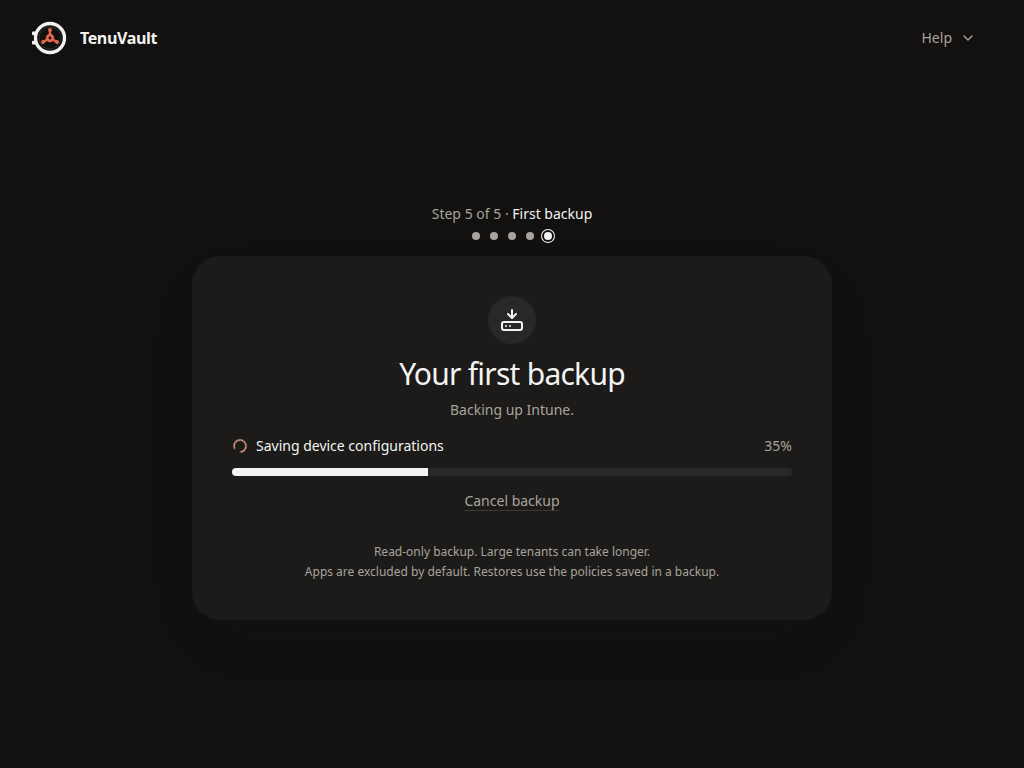 TenuVault
Help
Step 5 of 5 · First backup
Your first backup
Backing up Intune.
Saving device configurations 35%
Cancel backup
Read-only backup. Large tenants can take longer.
Apps are excluded by default. Restores use the policies saved in a backup.